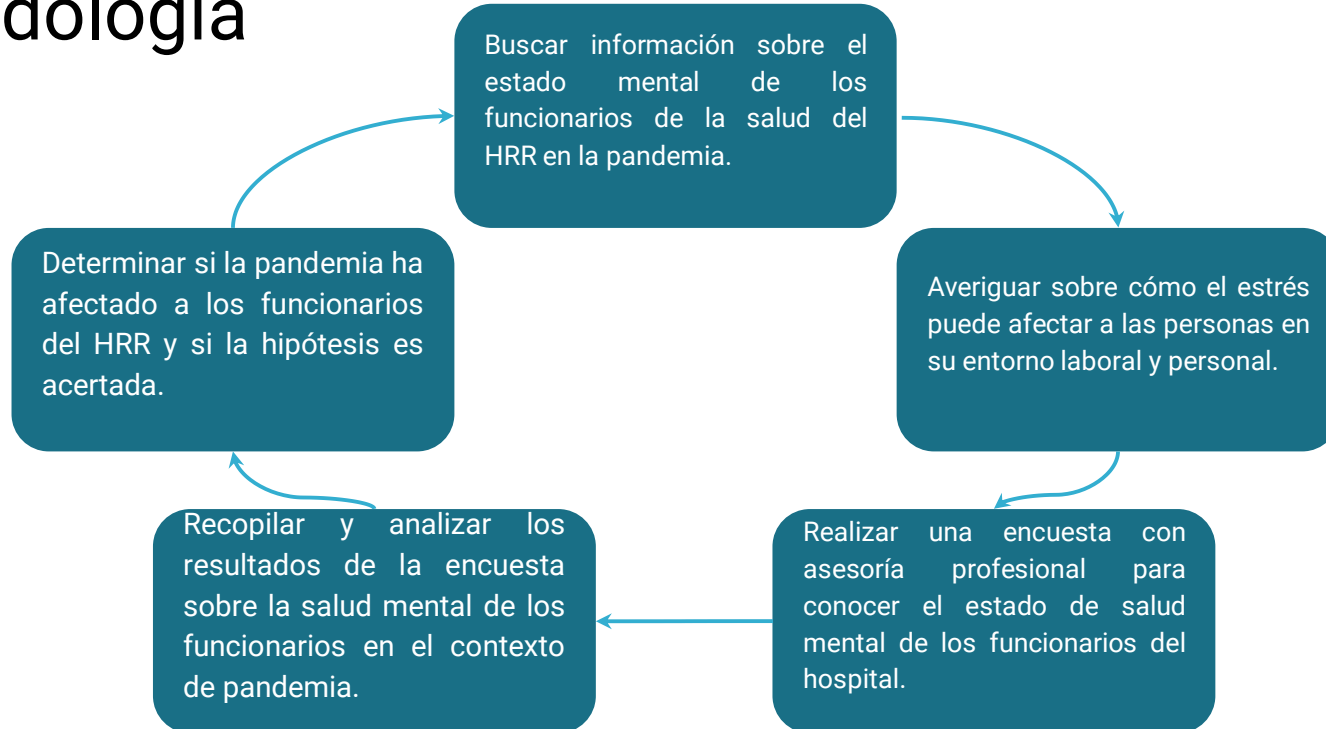 dología
Buscar información sobre el
estado mental de los
funcionarios de la salud del
HRR en la pandemia.
Averiguar sobre cómo el estrés
puede afectar a las personas en
su entorno laboral y personal.
Realizar una encuesta con
asesoría profesional para
conocer el estado de salud
mental de los funcionarios del
hospital.
Recopilar y analizar los
resultados de la encuesta
sobre la salud mental de los
funcionarios en el contexto
de pandemia.
Determinar si la pandemia ha
afectado a los funcionarios
del HRR y si la hipótesis es
acertada.